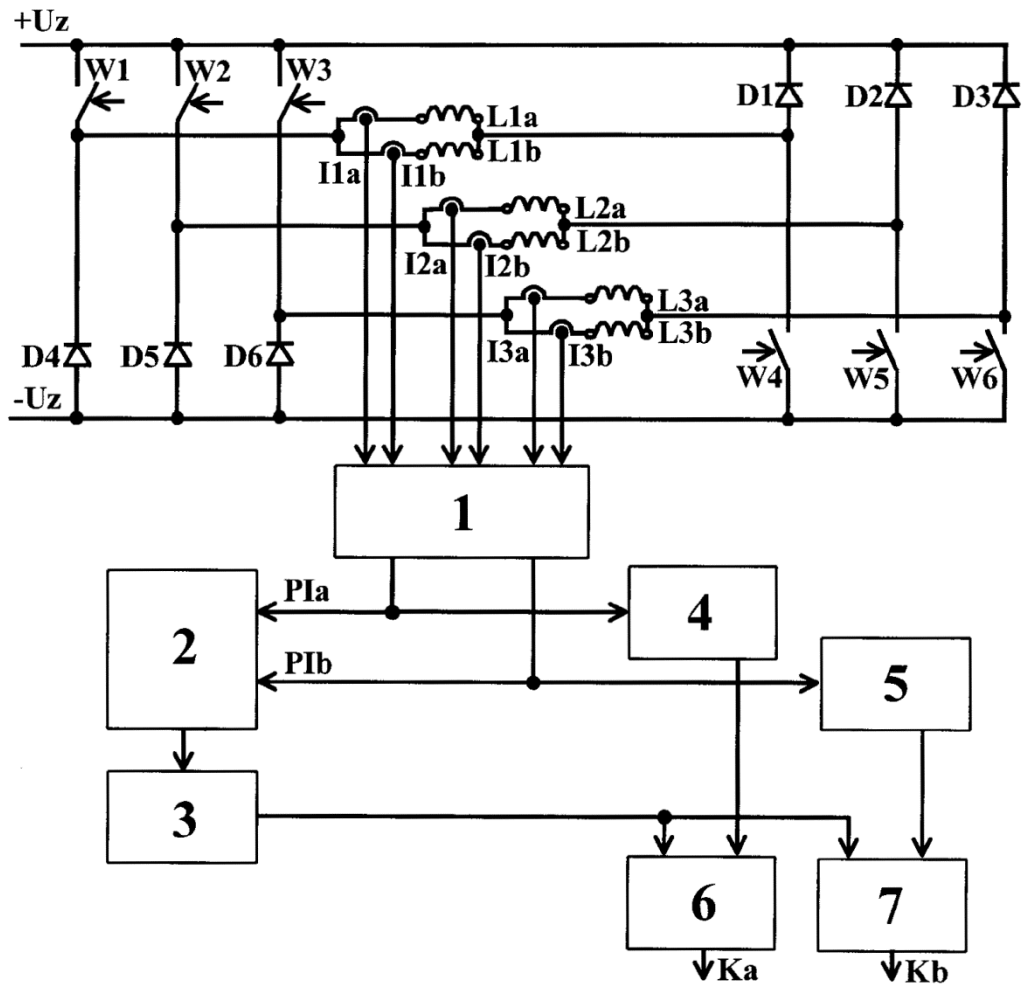 +Uz
W1 W2 W3
D1 D2 D3
L1a
L1b
I1a I1b
L2a
L2b
I2a I2b
L3a
L3b
I3a I3b
D4 D5 D6
W4 W5 W6
-Uz
1
PIa
4
2
PIb
5
3
6
7
Ka
Kb